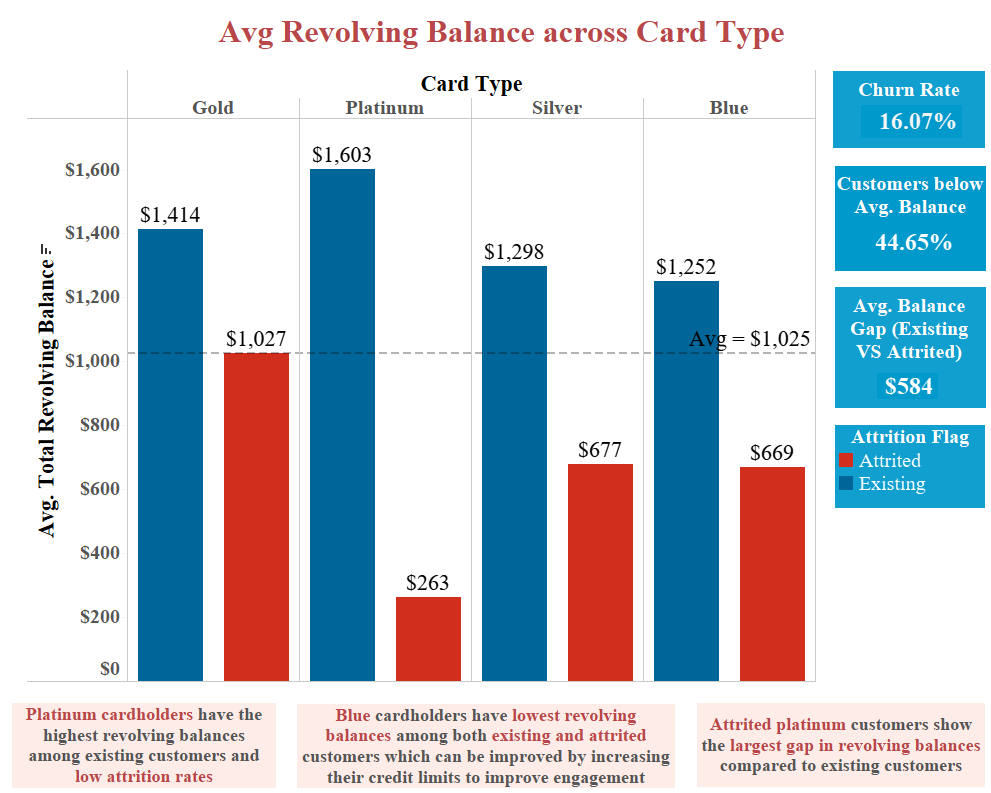 Avg Revolving Balance across Card Type
Card Type
Gold Platinum Silver Blue
Avg. Total Revolving Balance
$1,600
$1,400
$1,200
$1,000
$800
$600
$400
$200
$0
$1,414
$1,027
$1,603
$263
$1,298
$677
$1,252
$669
Avg = $1,025
Churn Rate
16.07%
Customers below
Avg. Balance
44.65%
Avg. Balance
Gap (Existing
VS Attrited)
$584
Attrition Flag
Attrited
Existing
Platinum cardholders have the
highest revolving balances
among existing customers and
low attrition rates
Blue cardholders have lowest revolving
balances among both existing and attrited
customers which can be improved by increasing
their credit limits to improve engagement
Attrited platinum customers show
the largest gap in revolving balances
compared to existing customers